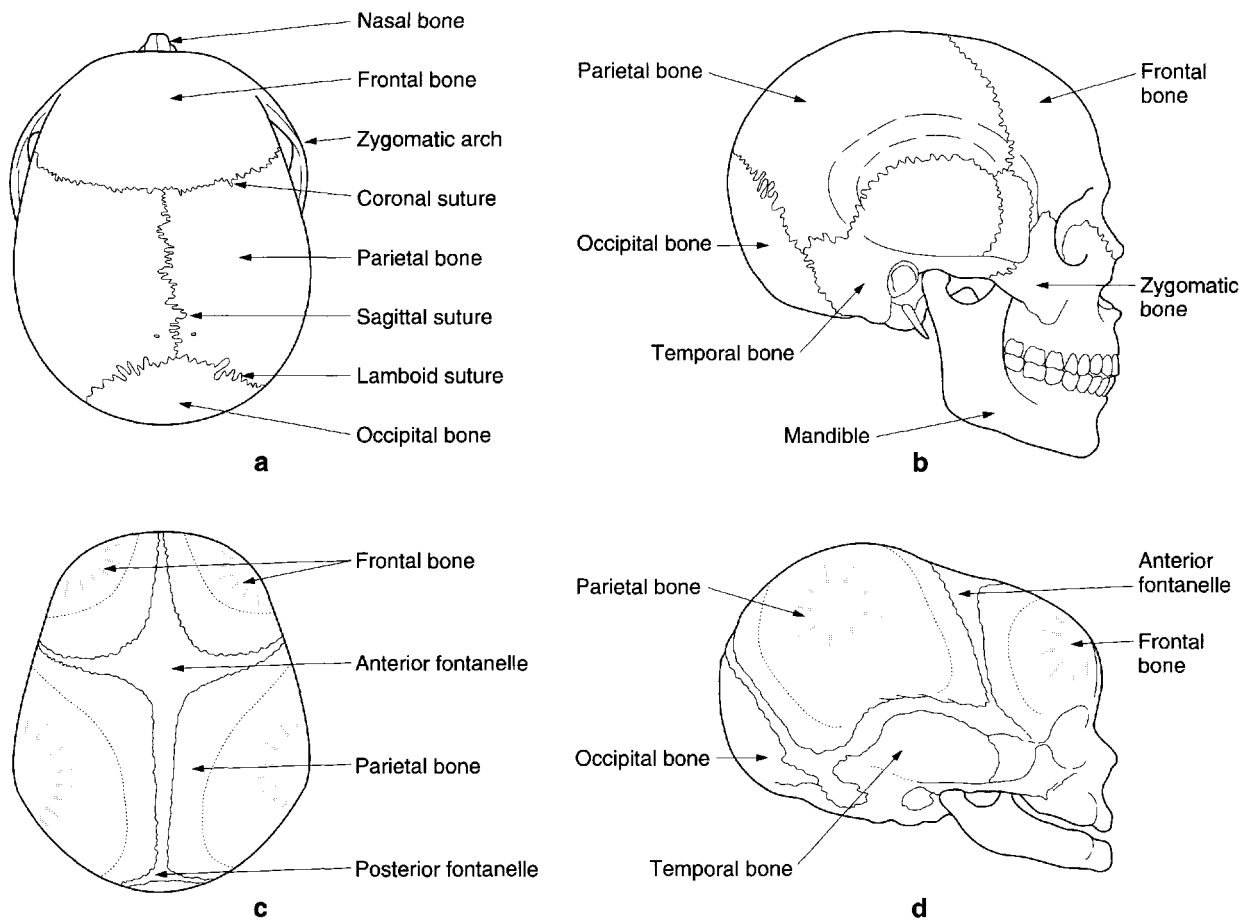 Nasal bone
Frontal bone
Zygomatic arch
Coronal suture
Parietal bone
Sagittal suture
Lamboid suture
Occipital bone
a
Parietal bone
Frontal
bone
Occipital bone
Zygomatic
bone
Temporal bone
Mandible
b
Frontal bone
Anterior fontanelle
Parietal bone
Posterior fontanelle
c
Anterior
fontanelle
Parietal bone
Frontal
bone
Occipital bone
Temporal bone
d